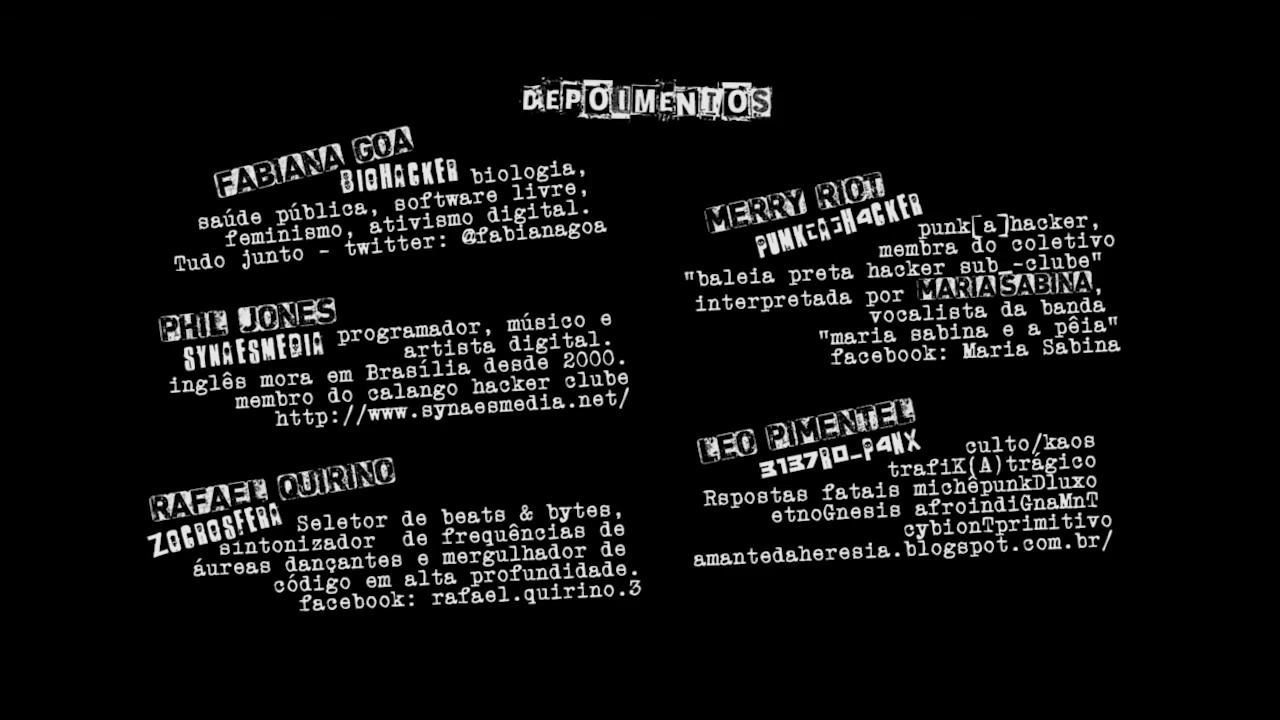 DEPOIMENTOS
FABIANA GOA
BIOHACKER biologia,
saúde pública, software livre,
feminismo, ativismo digital.
Tudo junto - twitter: @fabianagoa
PHIL JONES
SYNAESMEDIA programador, músico e
artista digital.
inglês mora em Brasília desde 2000.
membro do calango hacker clube
http://www.synaesmedia.net/
RAFAEL QUIRINO
ZOCROSFERA Seletor de beats & bytes,
sintonizador de frequências de
áureas dançantes e mergulhador de
código em alta profundidade.
facebook: rafael.quirino.3
MERRY RIOT
PUNK[A]H4CKER punk[a]hacker,
membra do coletivo
"baleia preta hacker sub_-clube"
interpretada por MARIA SABINA,
vocalista da banda
"maria sabina e a pêia"
facebook: Maria Sabina
LEO PIMENTEL
3137R0_P4NX culto/kaos
trafiK(A)trágico
Rspostas fatais michêpunkDluxo
etnoGnesis afroindiGnaMnT
cybionTprimitivo
amantedaheresia.blogspot.com.br/